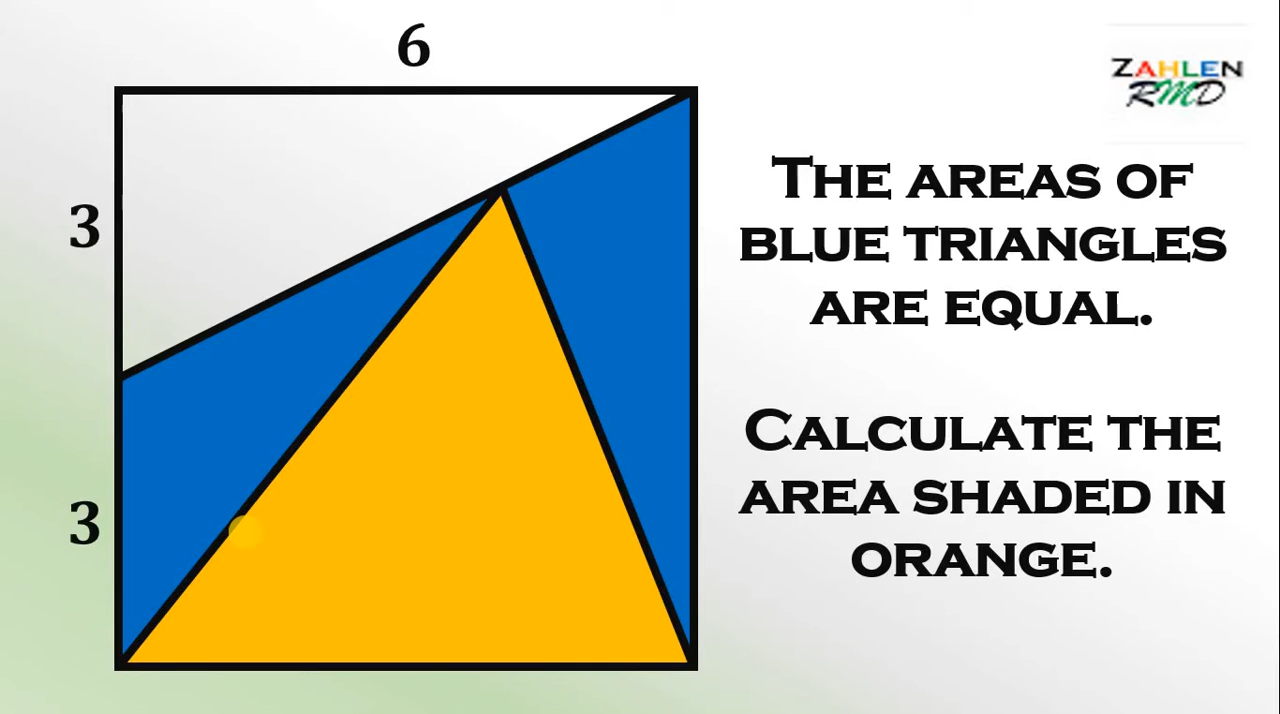 6
ZAHLEN
RMD
3
THE AREAS OF
BLUE TRIANGLES
ARE EQUAL.
CALCULATE THE
3
AREA SHADED IN
ORANGE.